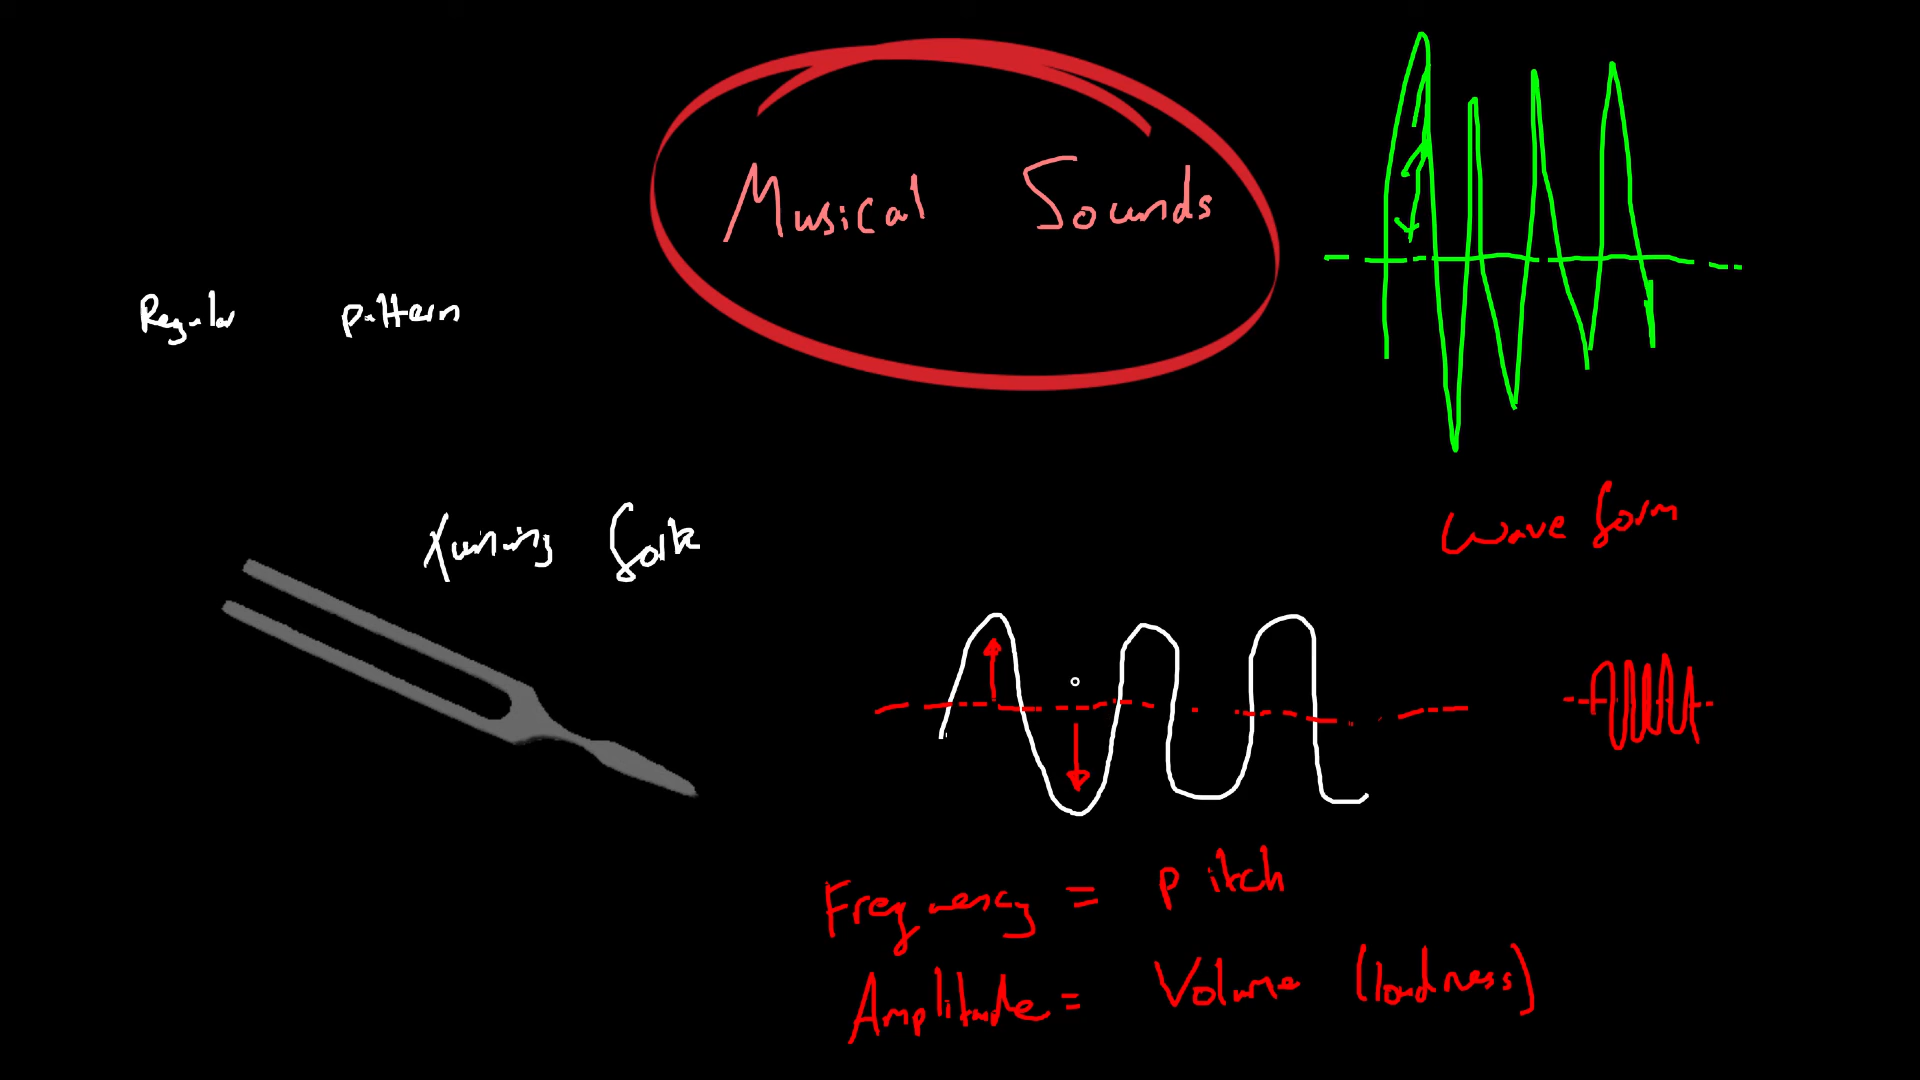 Musical Sounds
Regular pattern
Tuning fork
wave form
Frequency = pitch
Amplitude = Volume (loudness)